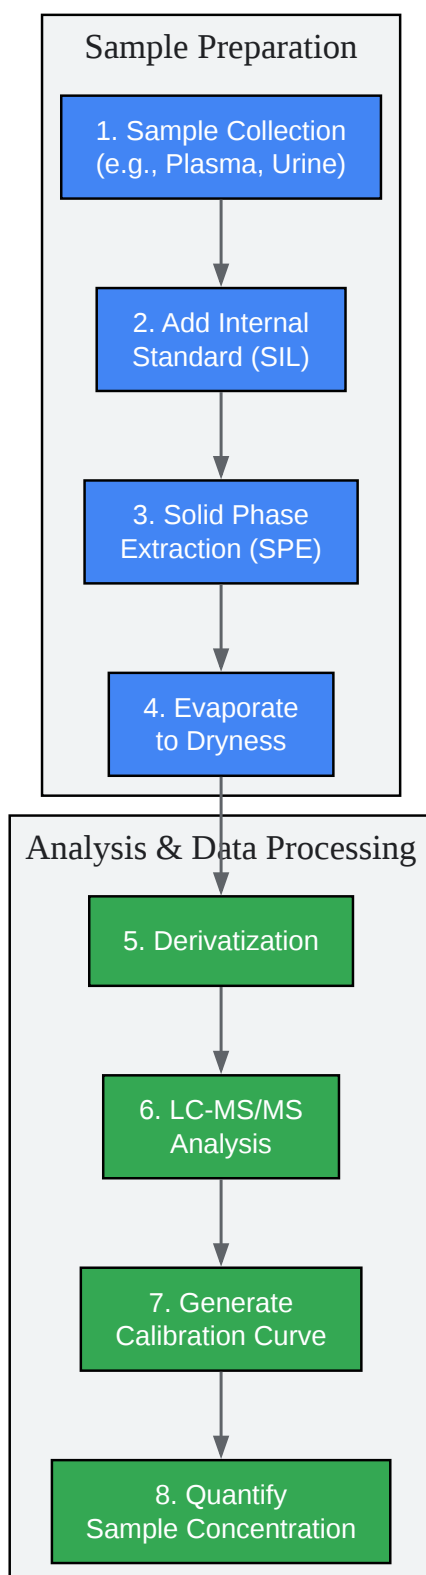 Sample Preparation
1. Sample Collection
(e.g., Plasma, Urine)
2. Add Internal
Standard (SIL)
3. Solid Phase
Extraction (SPE)
4. Evaporate
to Dryness
Analysis & Data Processing
5. Derivatization
6. LC-MS/MS
Analysis
7. Generate
Calibration Curve
8. Quantify
Sample Concentration